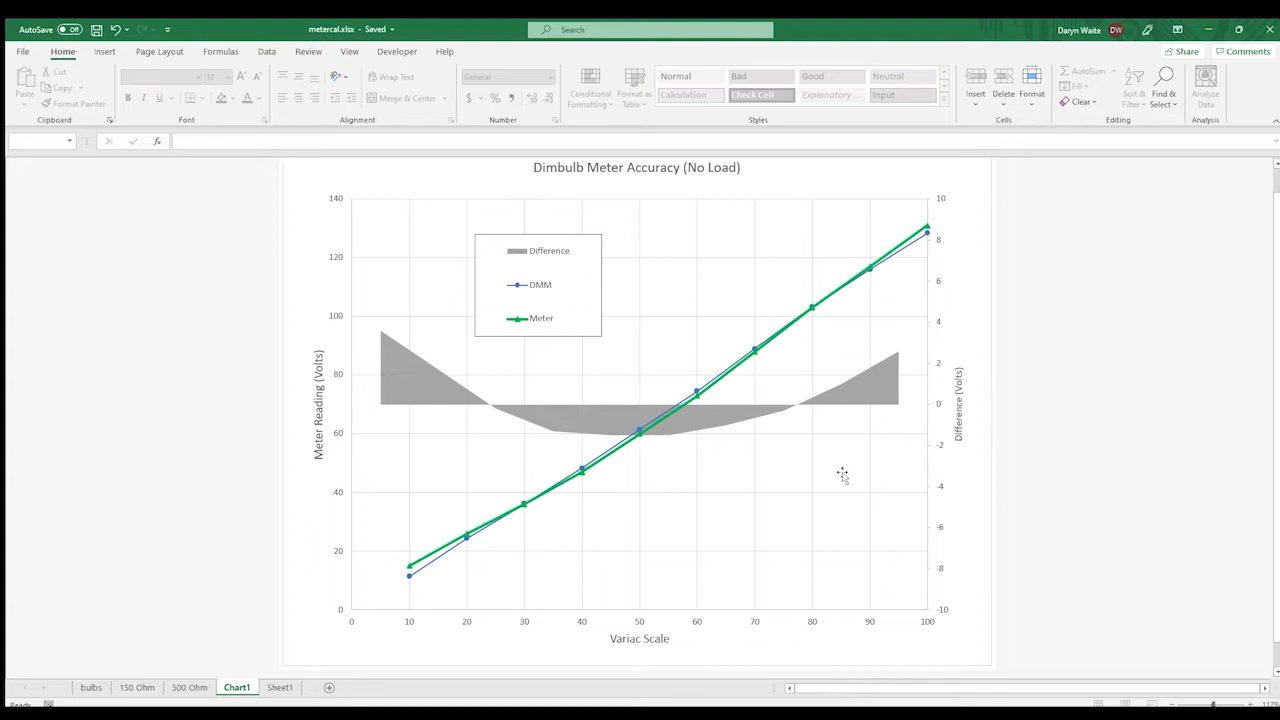 AutoSave Off metercal.xlsx - Saved Search Daryn Waite DW
File Home Insert Page Layout Formulas Data Review View Developer Help Share Comments
Paste Cut Copy Format Painter 10 Wrap Text Merge & Center General Conditional Formatting Format as Table Normal Bad Good Neutral Insert Delete Format AutoSum Fill Clear Sort & Filter Find & Select Analyze Data
Calculation Check Cell Explanatory ... Input
Clipboard Font Alignment Number Styles Cells Editing Analysis
Dimbulb Meter Accuracy (No Load)
140 10
Difference
8
120
DMM
6
100
Meter
4
2
80
0
60
-2
40
-4
-6
20
-8
0 -10
Meter Reading (Volts)
Difference (Volts)
0 10 20 30 40 50 60 70 80 90 100
Variac Scale
bulbs 150 Ohm 500 Ohm Chart1 Sheet1
Ready 117%